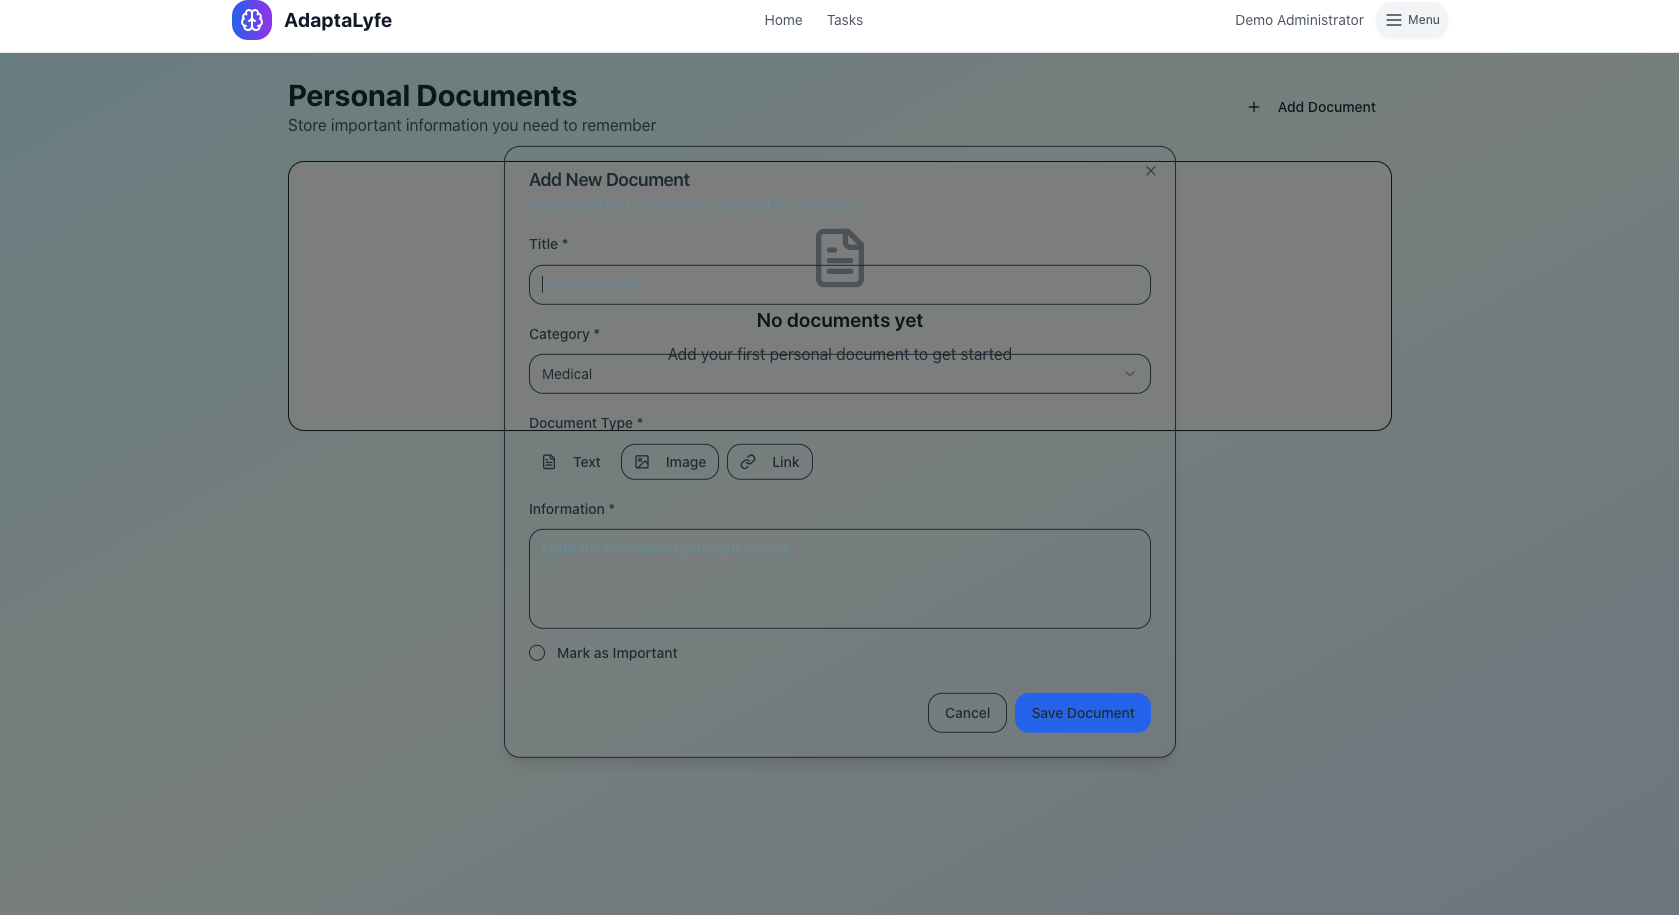 AdaptaLyfe
Home
Tasks
Demo Administrator
Menu
Personal Documents
Store important information you need to remember
Add Document
Add New Document
Store important information you need to remember
Title *
Insurance Card
No documents yet
Category *
Add your first personal document to get started
Medical
Document Type *
Text
Image
Link
Information *
Enter the information you want to save...
Mark as Important
Cancel
Save Document